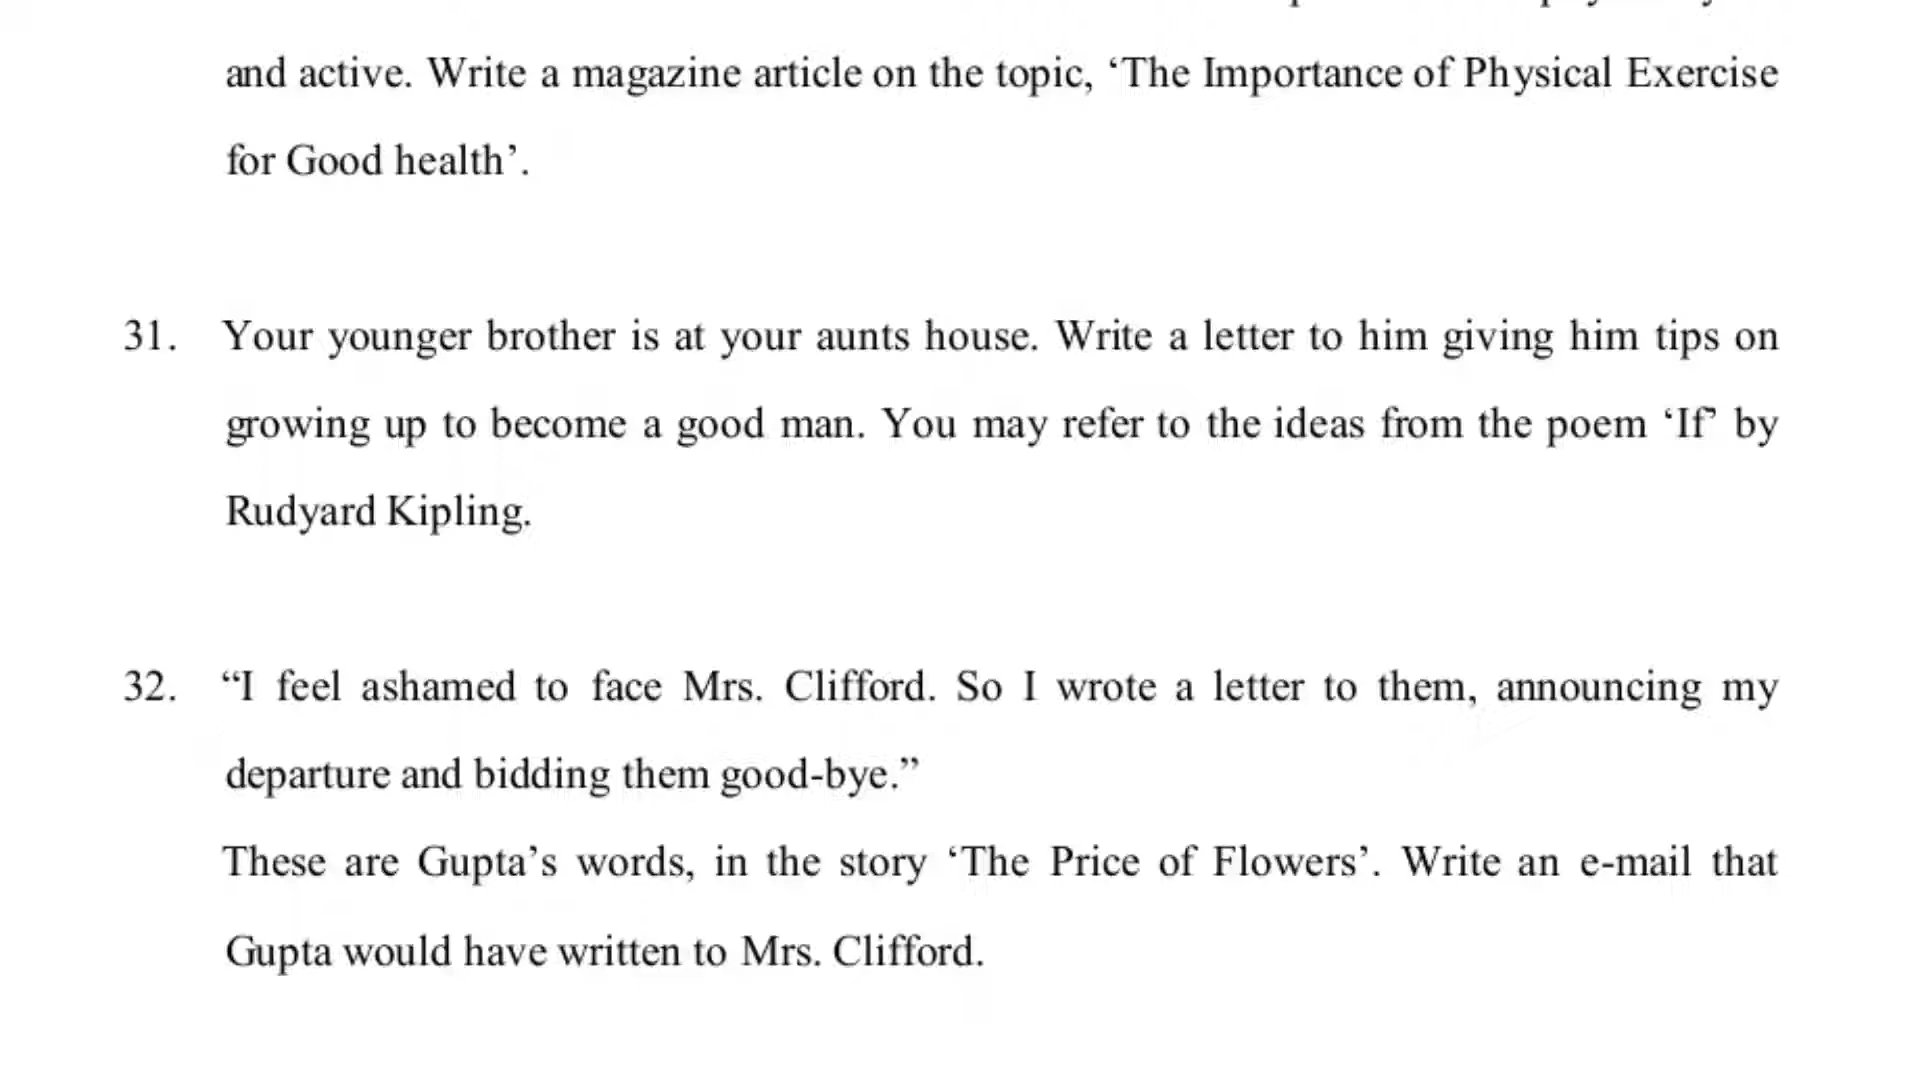 and active. Write a magazine article on the topic, ‘The Importance of Physical Exercise
for Good health’.
31. Your younger brother is at your aunts house. Write a letter to him giving him tips on
growing up to become a good man. You may refer to the ideas from the poem ‘If’ by
Rudyard Kipling.
32. “I feel ashamed to face Mrs. Clifford. So I wrote a letter to them, announcing my
departure and bidding them good-bye.”
These are Gupta’s words, in the story ‘The Price of Flowers’. Write an e-mail that
Gupta would have written to Mrs. Clifford.